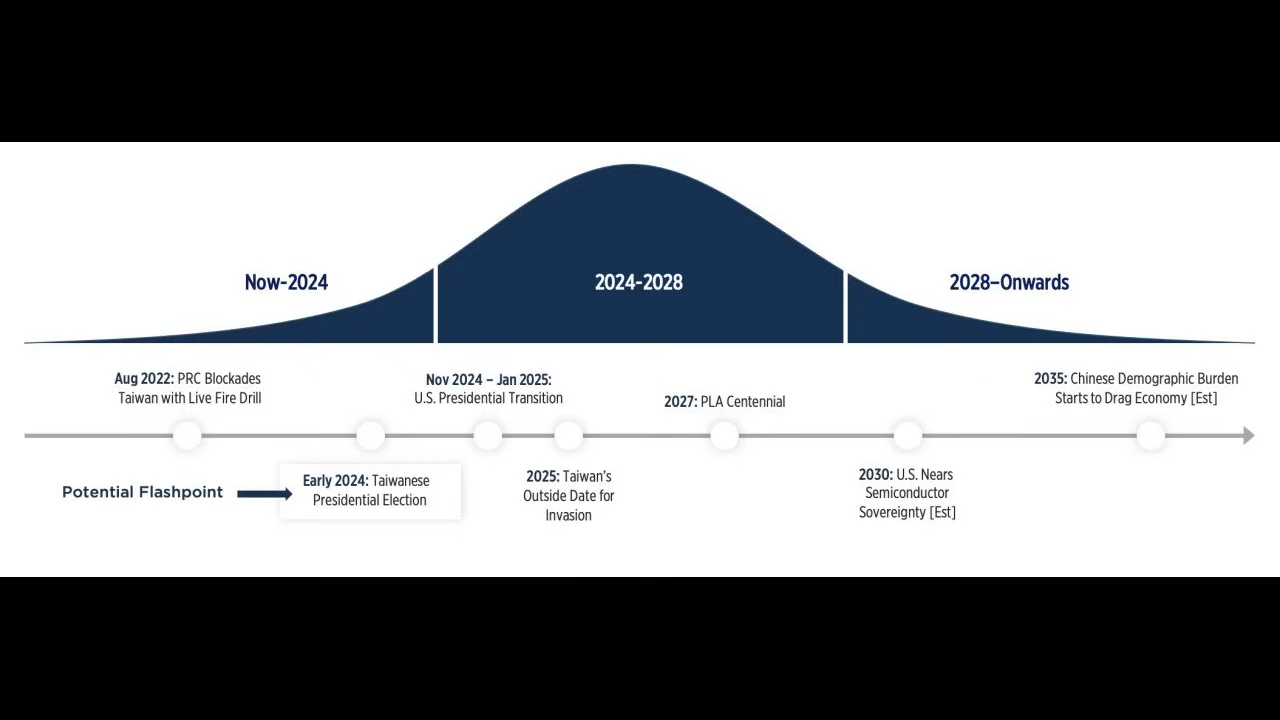 Now-2024
2024-2028
2028–Onwards
Aug 2022: PRC Blockades
Taiwan with Live Fire Drill
Nov 2024 – Jan 2025:
U.S. Presidential Transition
2027: PLA Centennial
2035: Chinese Demographic Burden
Starts to Drag Economy [Est]
Potential Flashpoint
Early 2024: Taiwanese
Presidential Election
2025: Taiwan's
Outside Date for
Invasion
2030: U.S. Nears
Semiconductor
Sovereignty [Est]